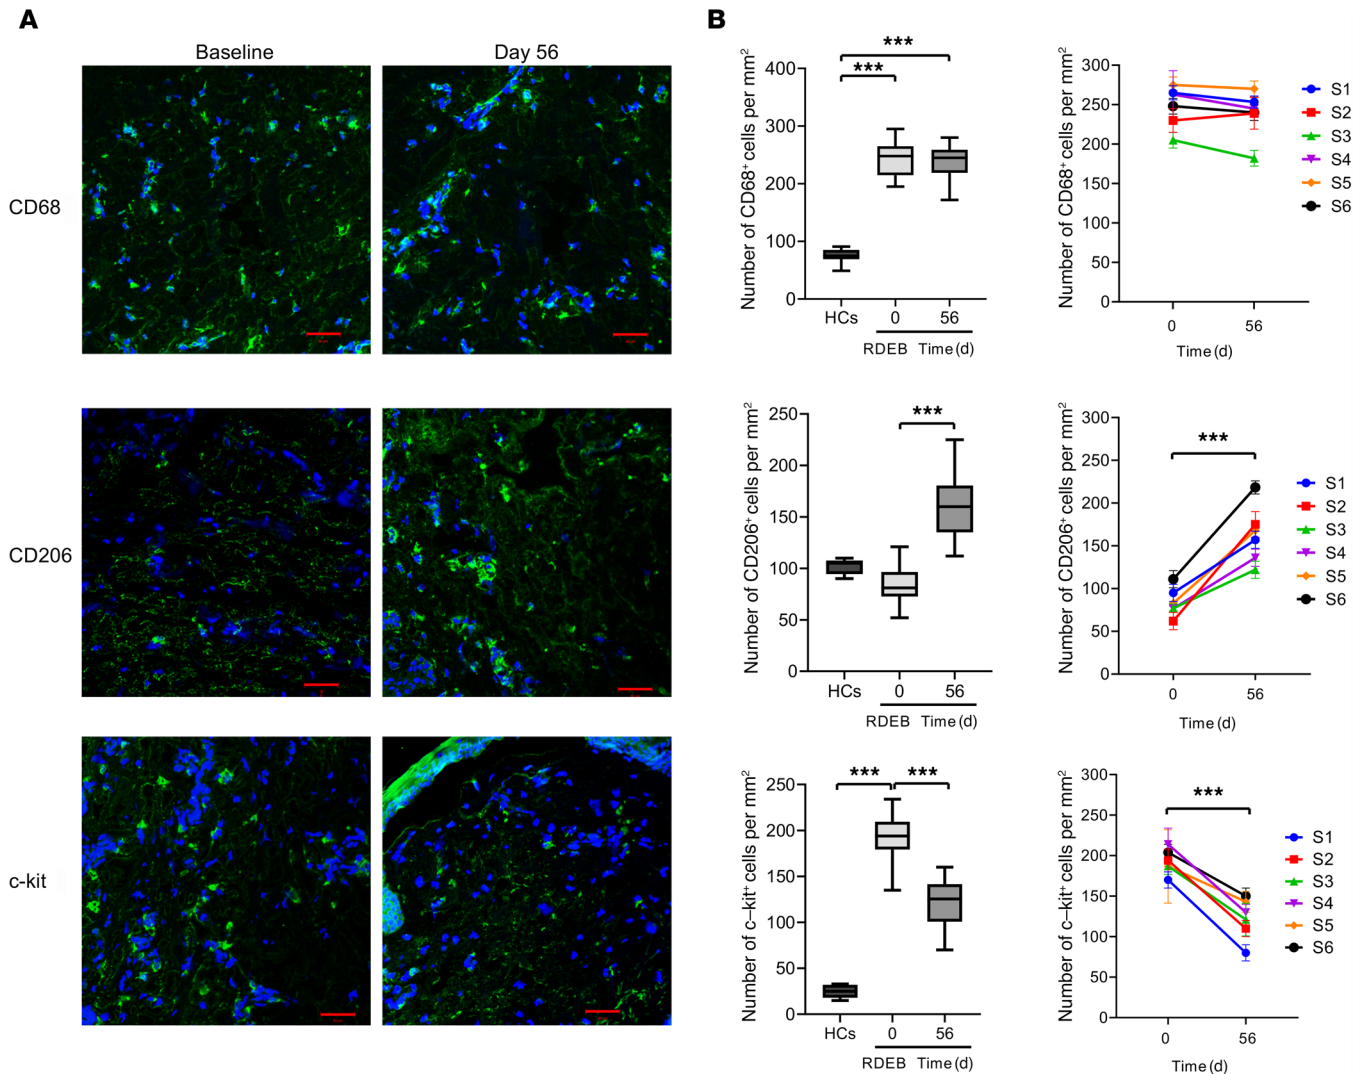 A
B
Baseline
Day 56
CD68
CD206
c-kit
Number of CD68+ cells per mm2
400
300
200
100
0
***
***
HCs
0
56
RDEB
Time (d)
Number of CD68+ cells per mm2
300
250
200
150
100
50
0
0
56
Time (d)
S1
S2
S3
S4
S5
S6
Number of CD206+ cells per mm2
250
200
150
100
50
0
***
HCs
0
56
RDEB
Time (d)
Number of CD206+ cells per mm2
300
250
200
150
100
50
0
***
0
56
Time (d)
S1
S2
S3
S4
S5
S6
Number of c–kit+ cells per mm2
250
200
150
100
50
0
***
***
HCs
0
56
RDEB
Time (d)
Number of c–kit+ cells per mm2
300
250
200
150
100
50
0
***
0
56
Time (d)
S1
S2
S3
S4
S5
S6